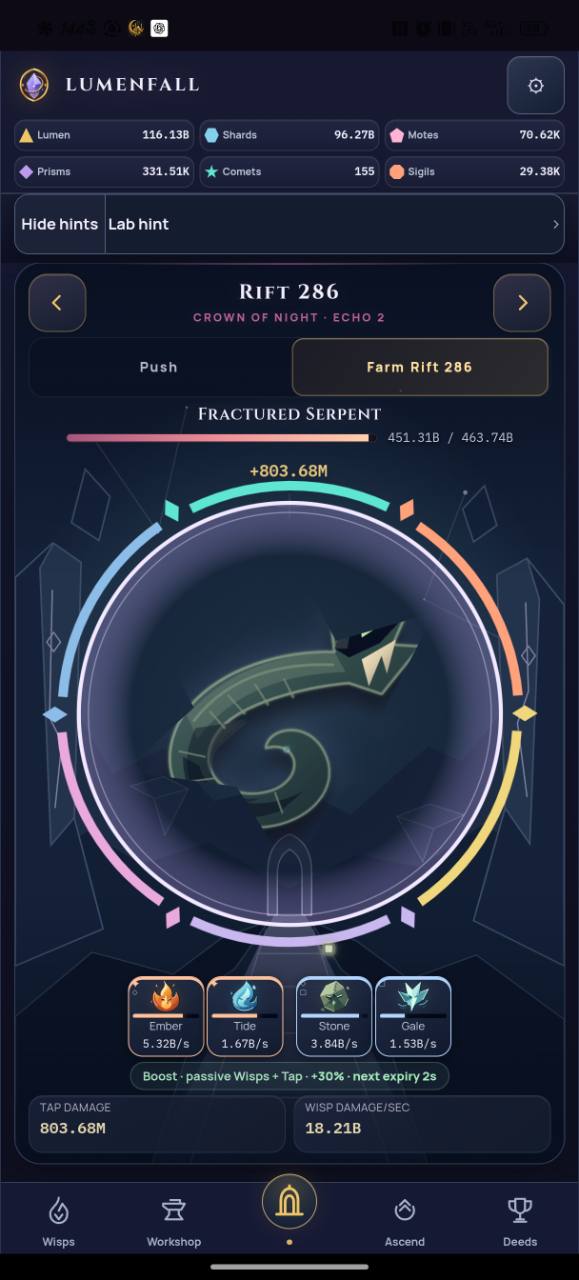 LUMENFALL
Lumen 116.13B Shards 96.27B Motes 70.62K
Prisms 331.51K Comets 155 Sigils 29.38K
Hide hints Lab hint
RIFT 286
CROWN OF NIGHT · ECHO 2
Push Farm Rift 286
FRACTURED SERPENT
451.31B / 463.74B
+803.68M
Ember Tide Stone Gale
5.32B/s 1.67B/s 3.84B/s 1.53B/s
Boost · passive Wisps + Tap · +30% · next expiry 2s
TAP DAMAGE WISP DAMAGE/SEC
803.68M 18.21B
Wisps Workshop Ascend Deeds